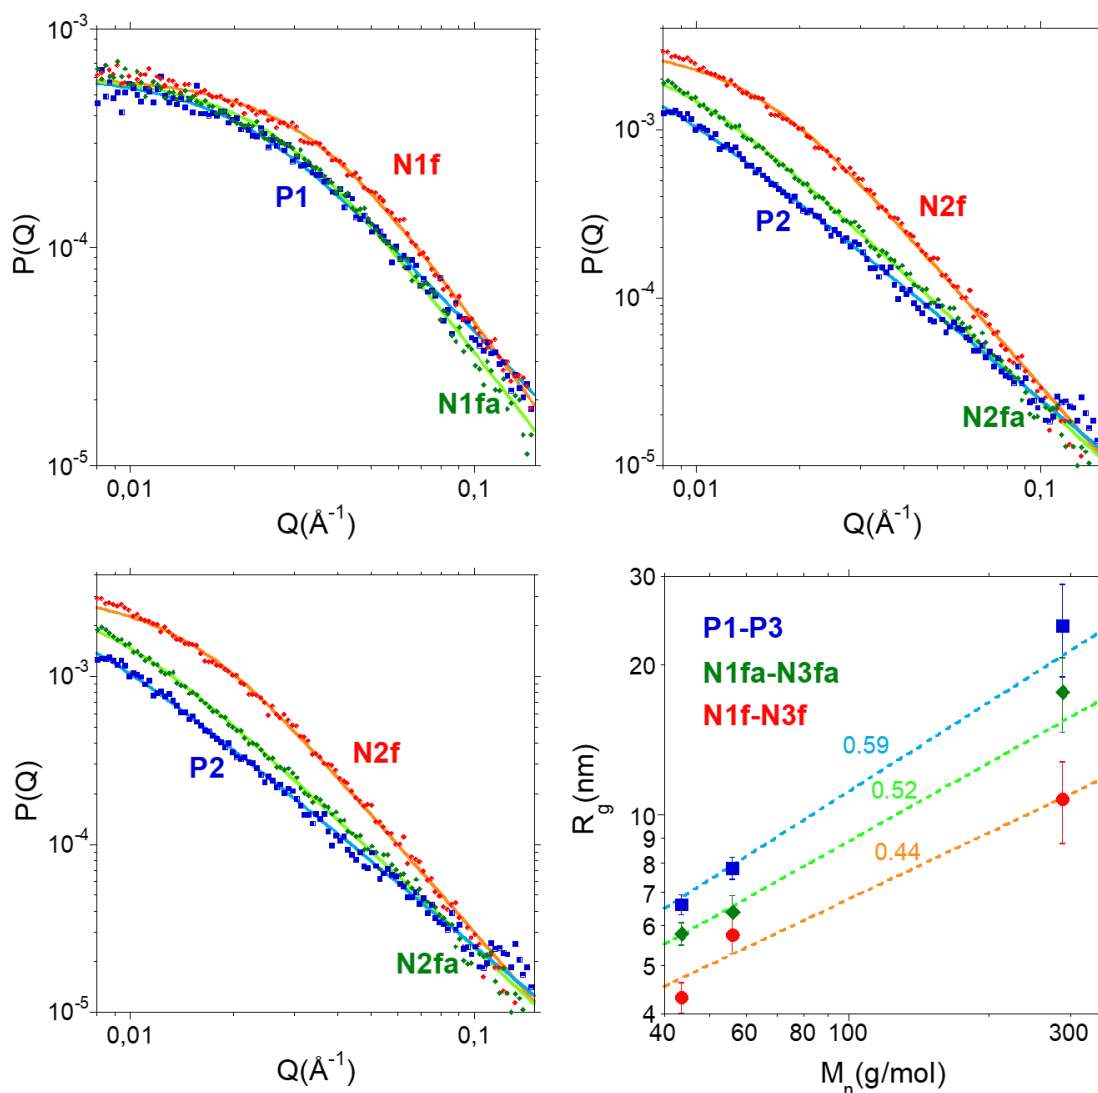 10⁻³
N1f
P1
P(Q)
10⁻⁴
N1fa
10⁻⁵
0,01
0,1
Q(Å⁻¹)
10⁻³
N2f
P2
P(Q)
10⁻⁴
N2fa
10⁻⁵
0,01
0,1
Q(Å⁻¹)
10⁻³
N2f
P2
P(Q)
10⁻⁴
N2fa
10⁻⁵
0,01
0,1
Q(Å⁻¹)
30
P1-P3
20
N1fa-N3fa
N1f-N3f
0.59
0.52
R_g(nm)
10
9
0.44
8
7
6
5
4
40
60
80
100
300
M_n(g/mol)